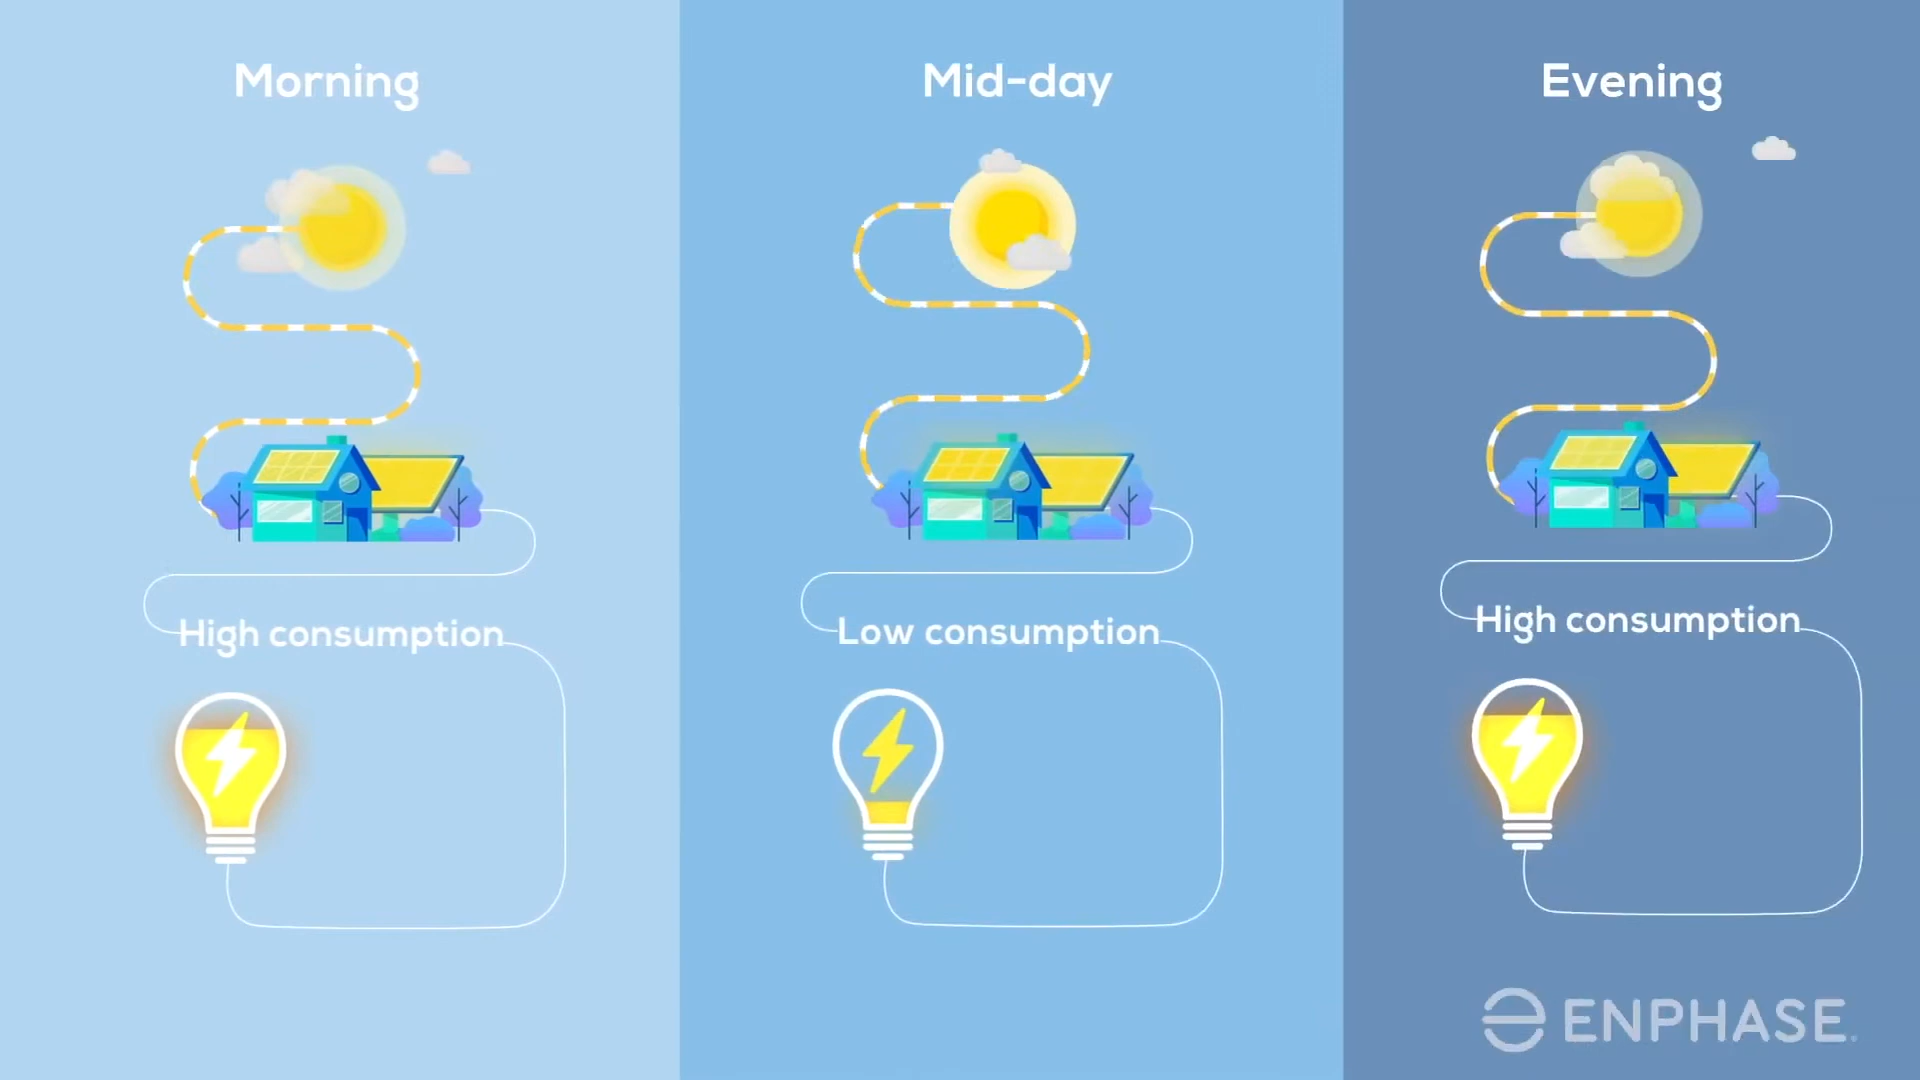 Morning
Mid-day
Evening
High consumption
Low consumption
High consumption
ENPHASE.